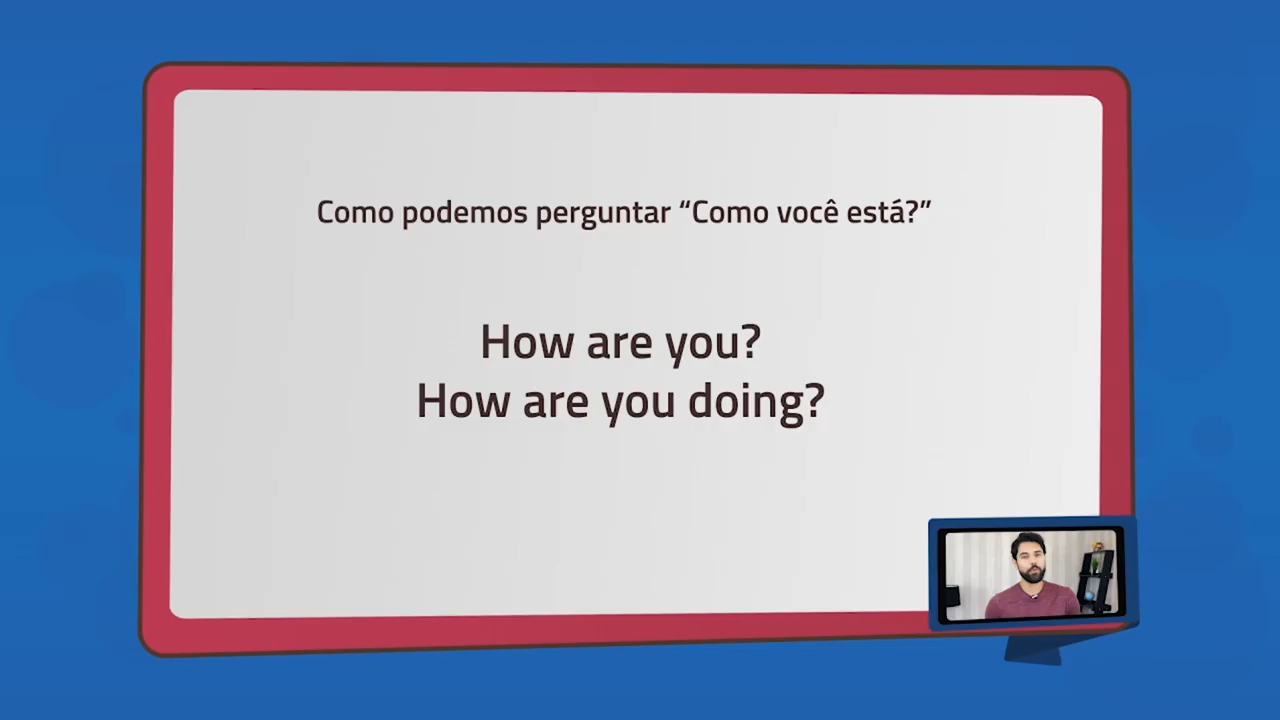 Como podemos perguntar “Como você está?”
How are you?
How are you doing?